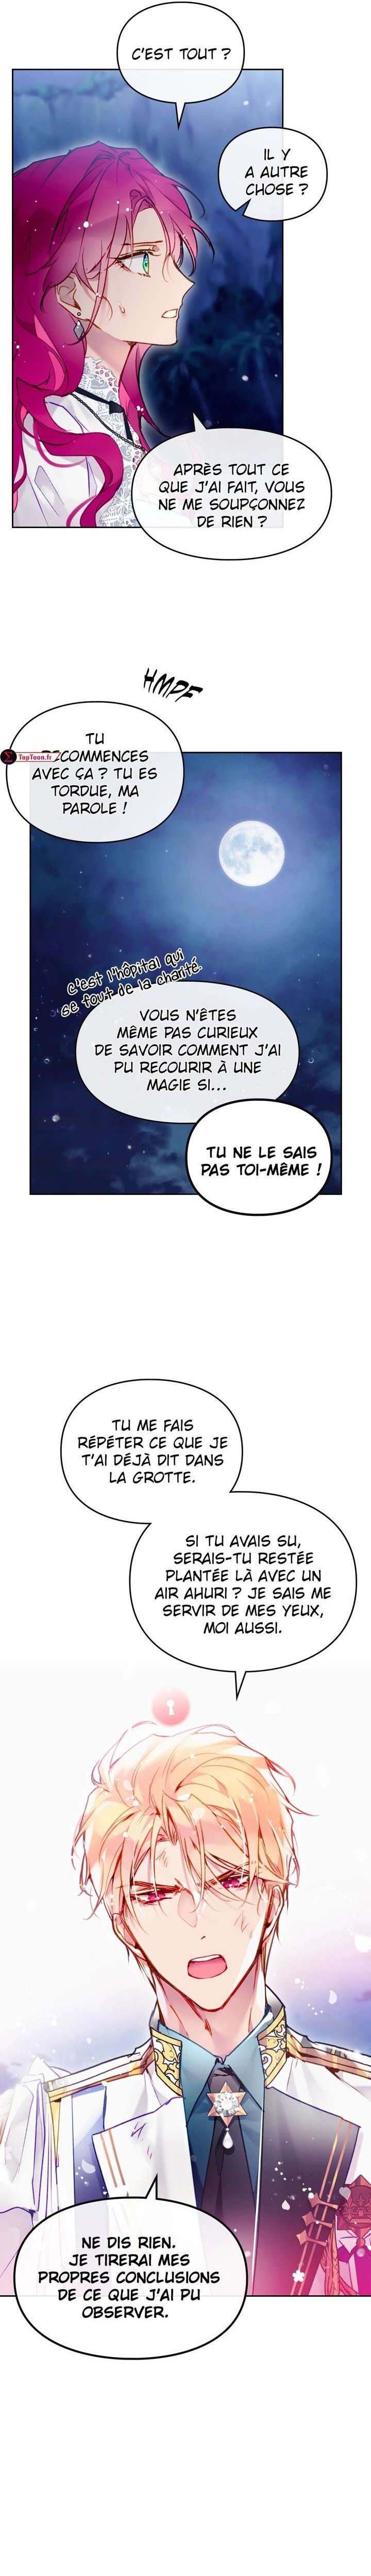 C'EST TOUT ?
IL Y
A AUTRE
CHOSE ?
APRÈS TOUT CE
QUE J'AI FAIT, VOUS
NE ME SOUPÇONNEZ
DE RIEN ?
HMPF
TU
RECOMMENCES
AVEC ÇA ? TU ES
TORDUE, MA
PAROLE !
TopToon.fr
C'est l'hôpital qui
se fout de la charité.
VOUS N'ÊTES
MÊME PAS CURIEUX
DE SAVOIR COMMENT J'AI
PU RECOURIR À UNE
MAGIE SI...
TU NE LE SAIS
PAS TOI-MÊME !
TU ME FAIS
RÉPÉTER CE QUE JE
T'AI DÉJÀ DIT DANS
LA GROTTE.
SI TU AVAIS SU,
SERAIS-TU RESTÉE
PLANTÉE LÀ AVEC UN
AIR AHURI ? JE SAIS ME
SERVIR DE MES YEUX,
MOI AUSSI.
NE DIS RIEN.
JE TIRERAI MES
PROPRES CONCLUSIONS
DE CE QUE J'AI PU
OBSERVER.